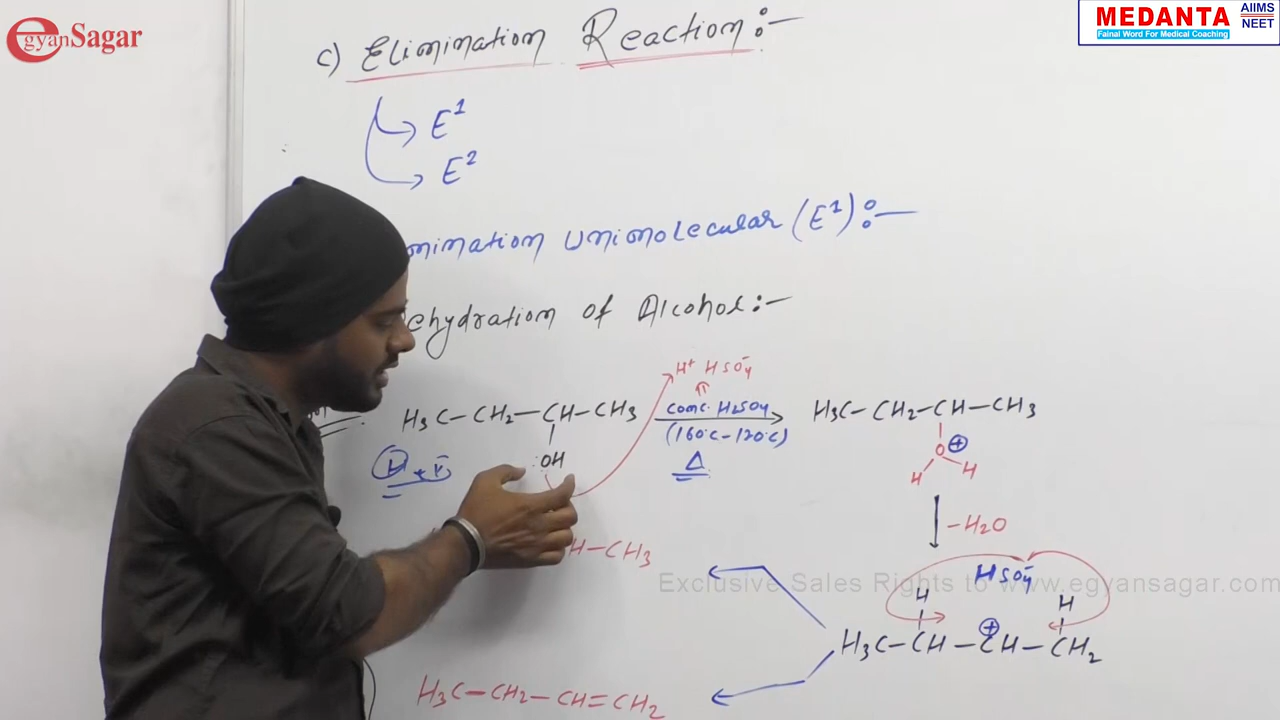 egyanSagar
MEDANTA AIIMS NEET
Fainal Word For Medical Coaching
c) Elimination Reaction:-
E¹
E²
mination Unimolecular (E¹):-
ehydration of Alcohol:-
H⁺ HSO₄⁻
H₃C-CH₂-CH-CH₃
:OH
conc. H₂SO₄
(160°C-120°C)
Δ
H₃C-CH₂-CH-CH₃
O⊕
H H
-H₂O
H-CH₃
Exclusive Sales Rights to www.egyansagar.com
HSO₄⁻
H H
H₃C-CH-C⊕H-CH₂
H₃C-CH₂-CH=CH₂